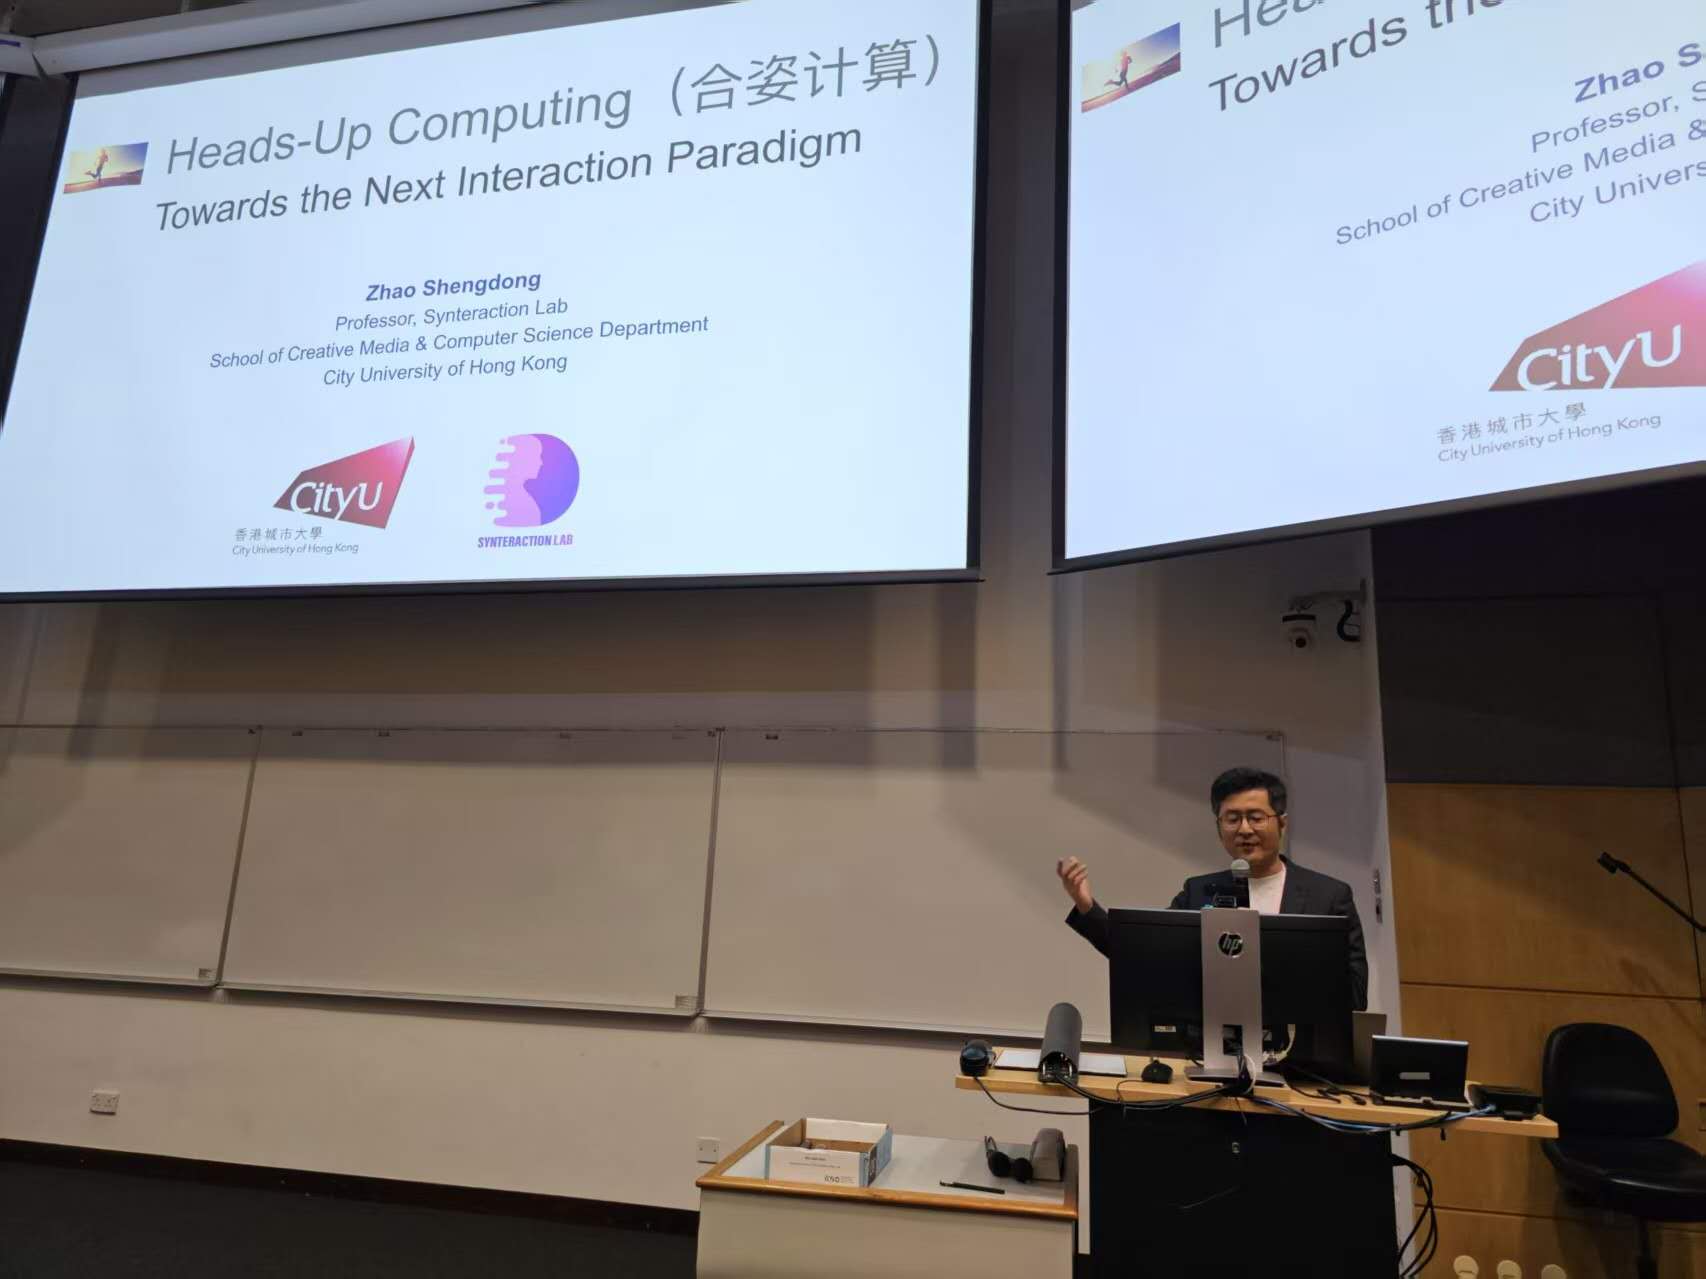 Heads-Up Computing（合姿计算）
Towards the Next Interaction Paradigm
Zhao Shengdong
Professor, Synteraction Lab
School of Creative Media & Computer Science Department
City University of Hong Kong
CityU
香港城市大學
City University of Hong Kong
SYNTERACTION LAB
Towards
Zhao
Professor,
School of Creative Media &
City
CityU
香港城市大學
City University of Hong Kong
hp